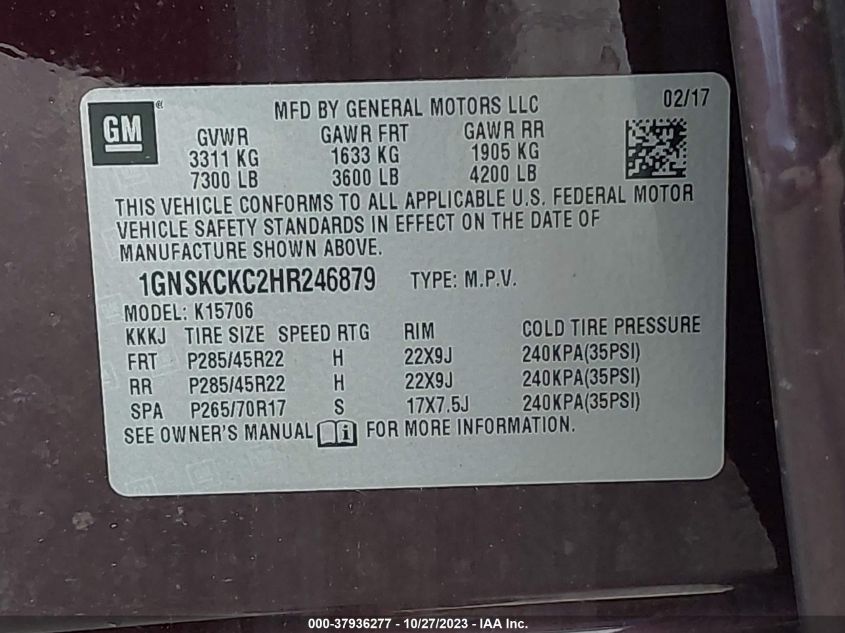 GM ®
MFD BY GENERAL MOTORS LLC 02/17
GVWR GAWR FRT GAWR RR
3311 KG 1633 KG 1905 KG
7300 LB 3600 LB 4200 LB
THIS VEHICLE CONFORMS TO ALL APPLICABLE U.S. FEDERAL MOTOR
VEHICLE SAFETY STANDARDS IN EFFECT ON THE DATE OF
MANUFACTURE SHOWN ABOVE.
1GNSKCKC2HR246879 TYPE: M.P.V.
MODEL: K15706
KKKJ TIRE SIZE SPEED RTG RIM COLD TIRE PRESSURE
FRT P285/45R22 H 22X9J 240KPA(35PSI)
RR P285/45R22 H 22X9J 240KPA(35PSI)
SPA P265/70R17 S 17X7.5J 240KPA(35PSI)
SEE OWNER'S MANUAL i FOR MORE INFORMATION.
000-37936277 - 10/27/2023 - IAA Inc.